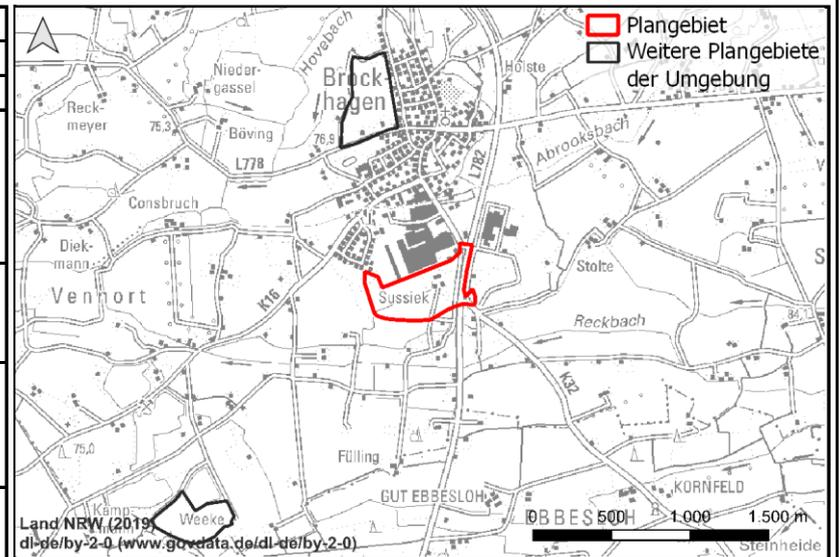 Plangebiet
Weitere Plangebiete
der Umgebung
Hovebach
Nieder-
gassel
Brock-
hagen
Holste
Reck-
meyer
75,3
Böving
76,9
L778
L782
Abrooksbach
Consbruch
Diek-
mann
Vennort
K16
Sussiek
Stolte
S
84,1
Reckbach
K32
75,0
Fülling
GUT EBBESLOH
KORNFELD
Weeke
EBBESLOH
0 500 1.000 1.500 m
Steinheide
Land NRW (2019)
dl-de/by-2-0 (www.govdata.de/dl-de/by-2-0)